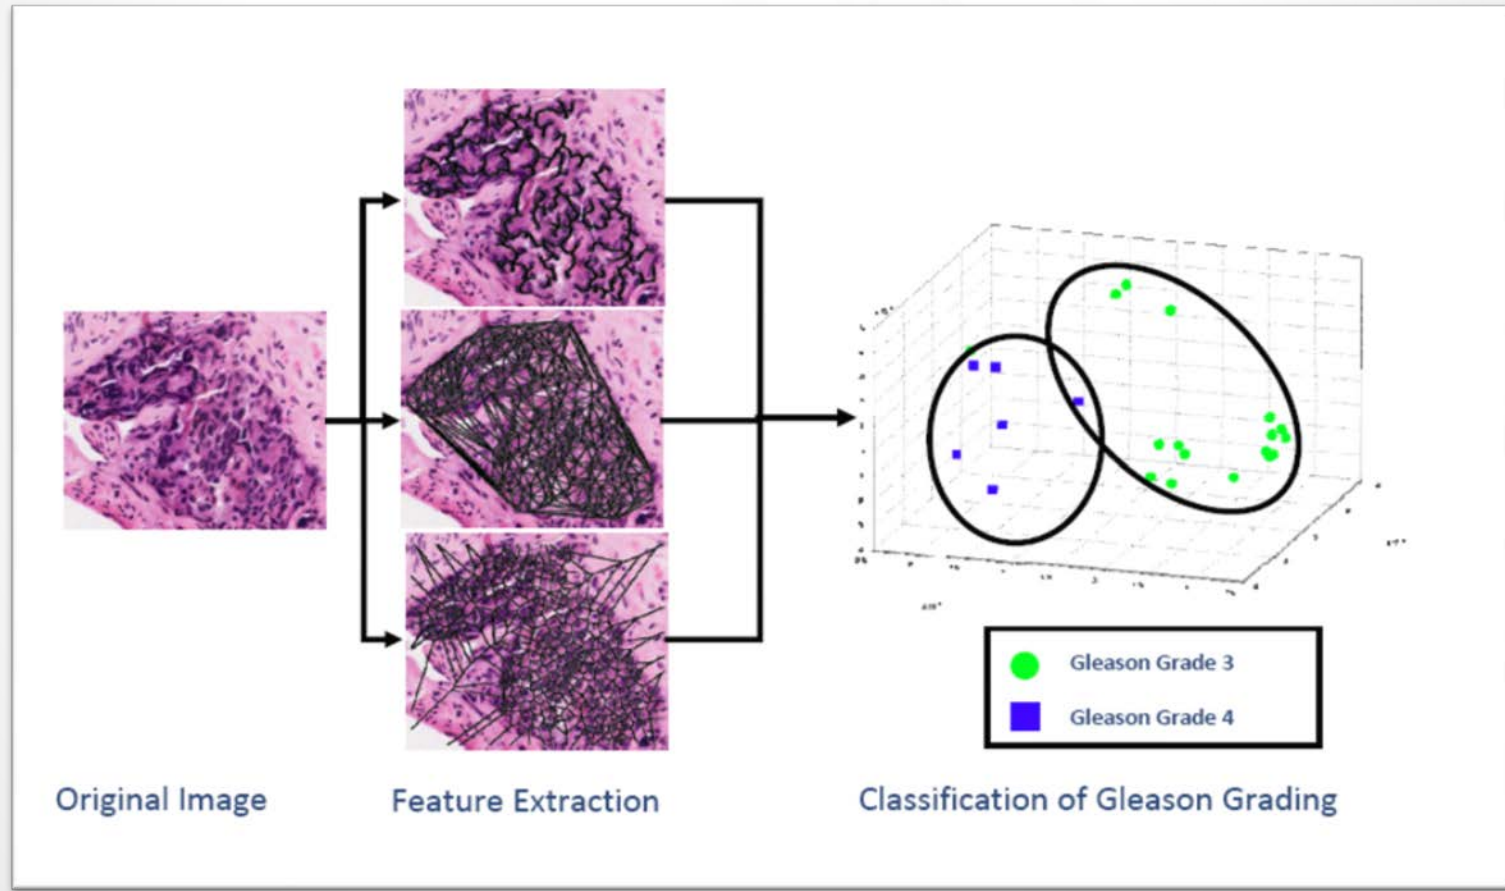 Gleason Grade 3
Gleason Grade 4
Original Image
Feature Extraction
Classification of Gleason Grading